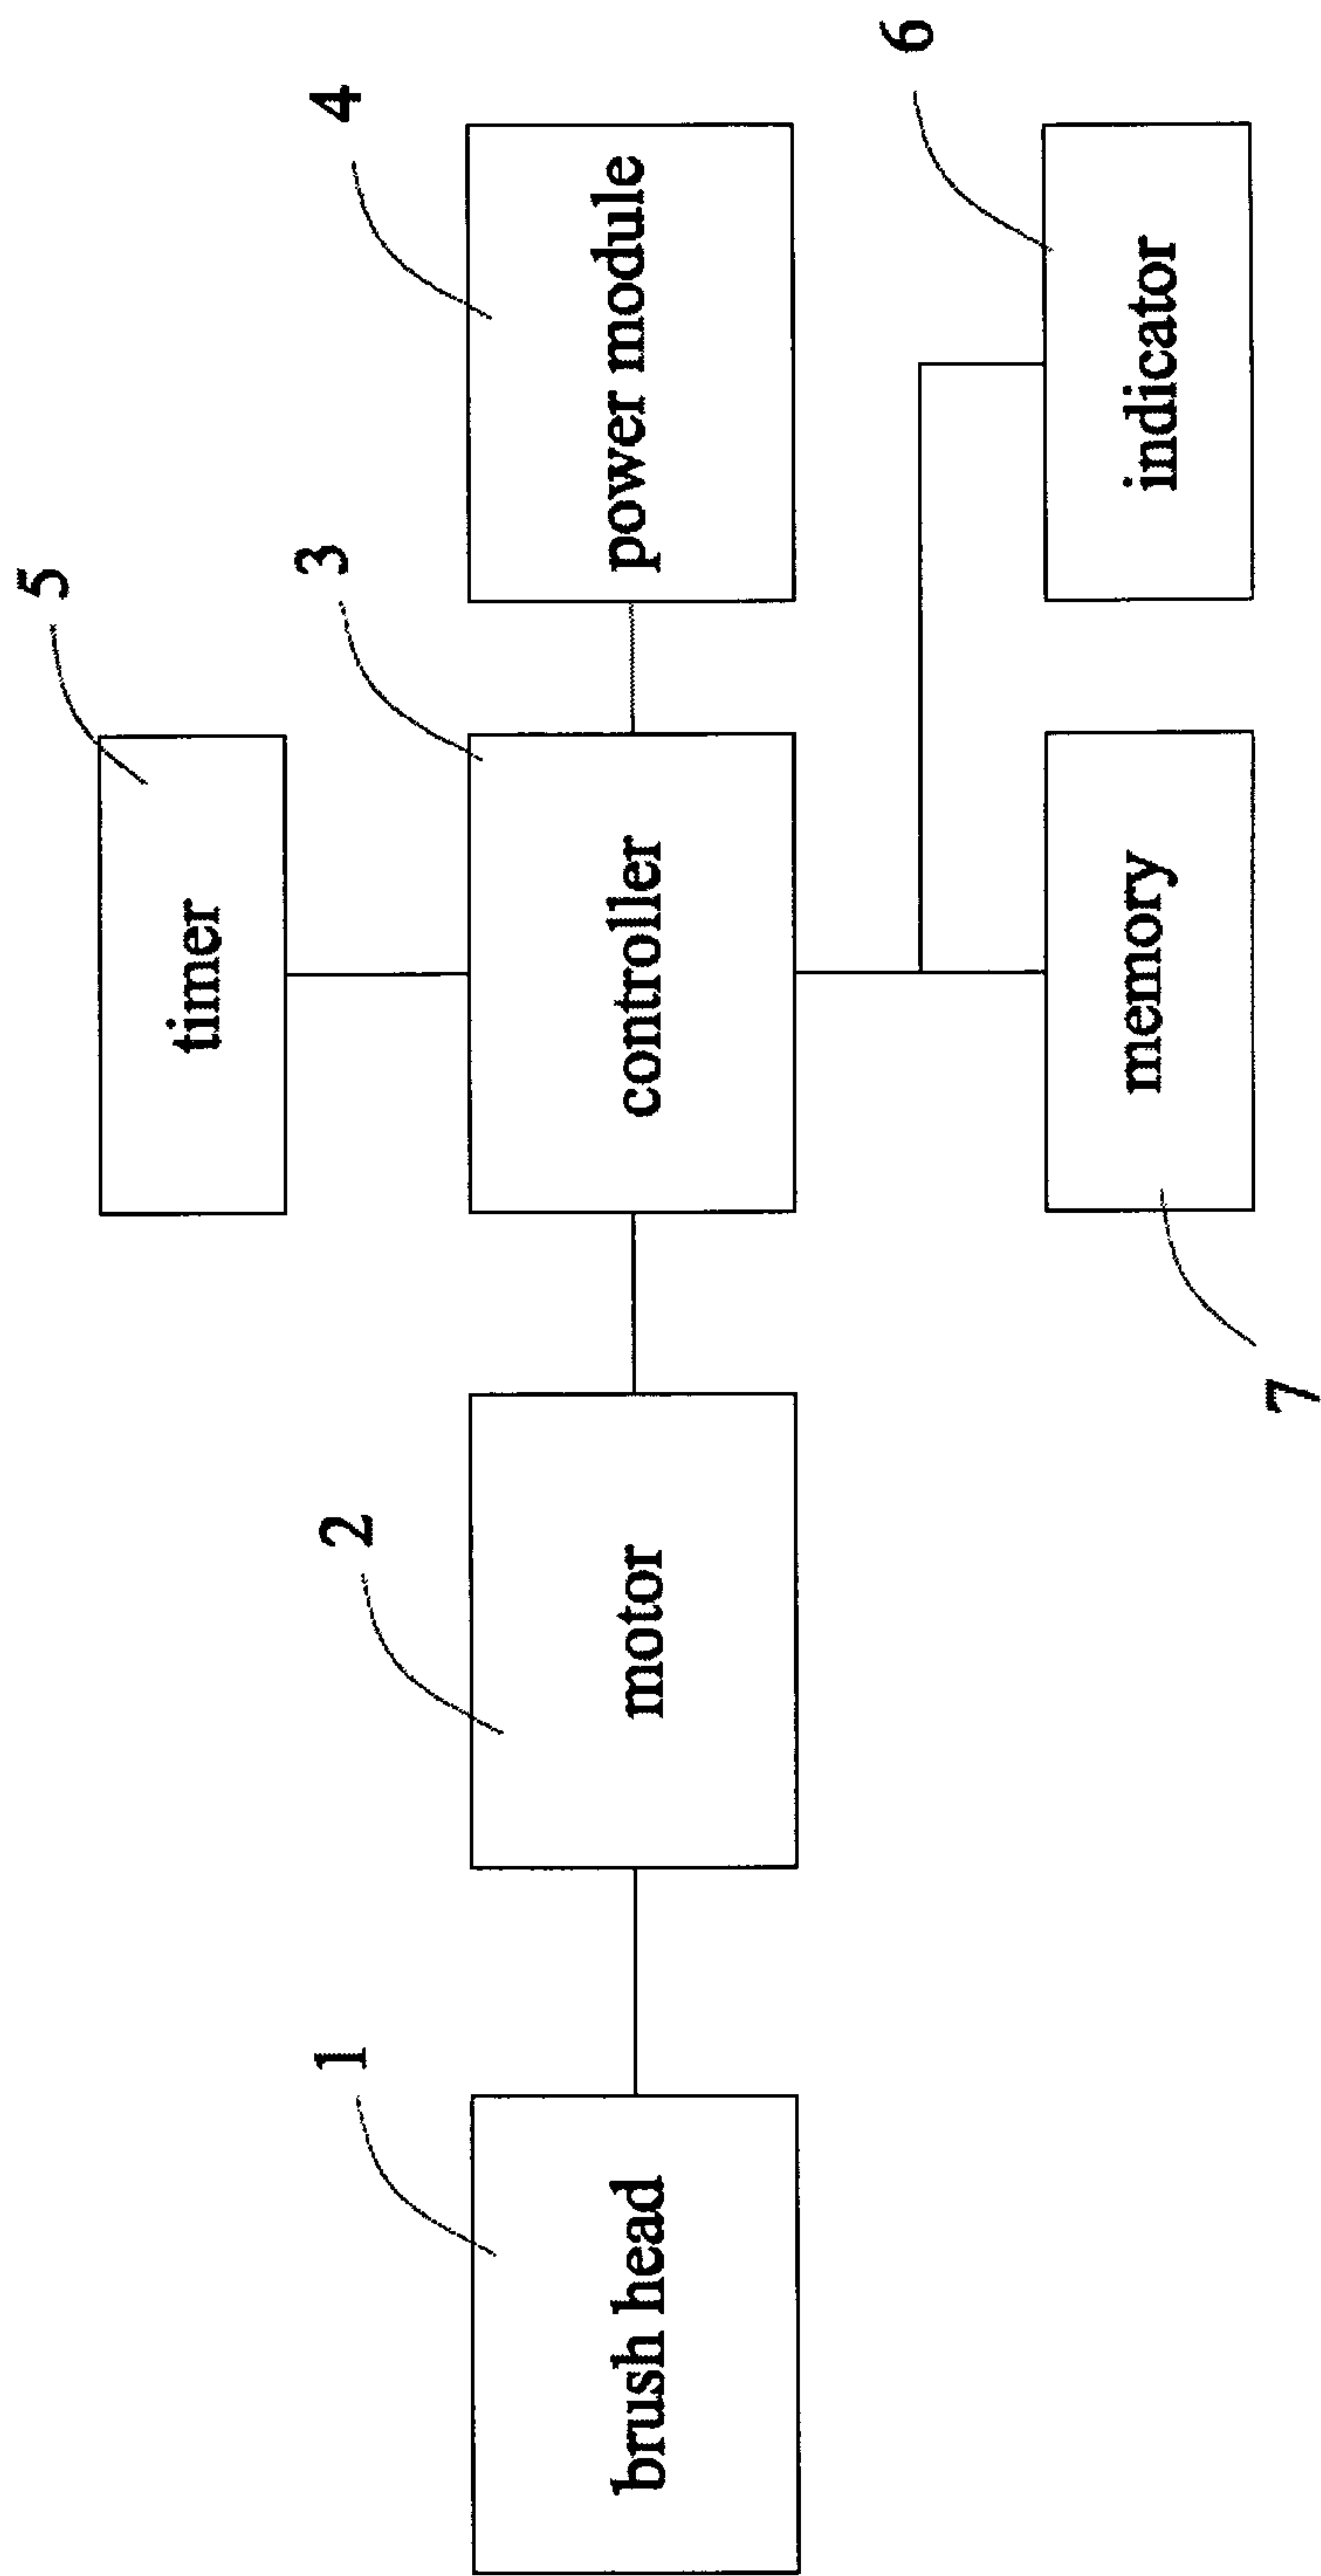 5
timer
1
brush head
2
motor
3
controller
4
power module
7
memory
6
indicator